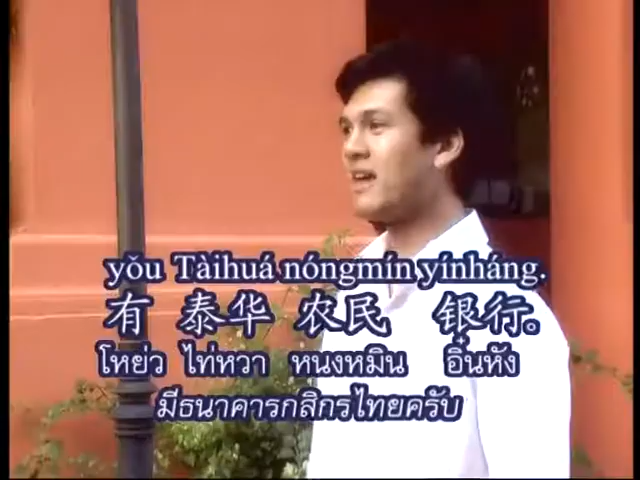 yǒu Tàihuá nóngmín yínháng.
有 泰华 农民 银行。
โหย่ว ไท่หวา หนงหมิน อิ๋นหัง
มีธนาคารกสิกรไทยครับ